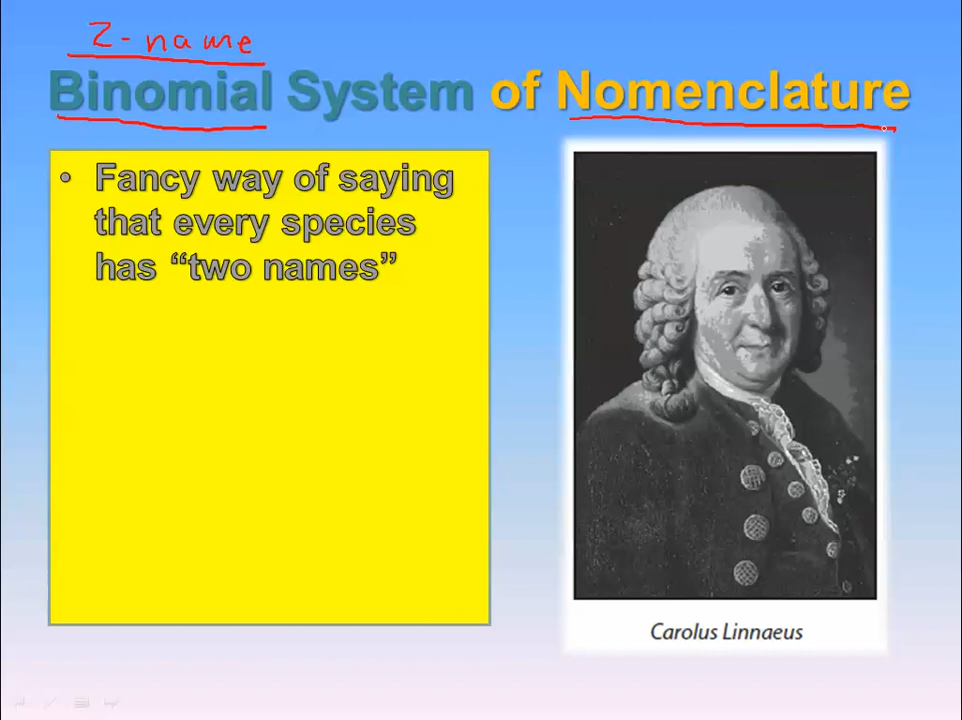 2-name
Binomial System of Nomenclature
• Fancy way of saying
that every species
has “two names”
Carolus Linnaeus